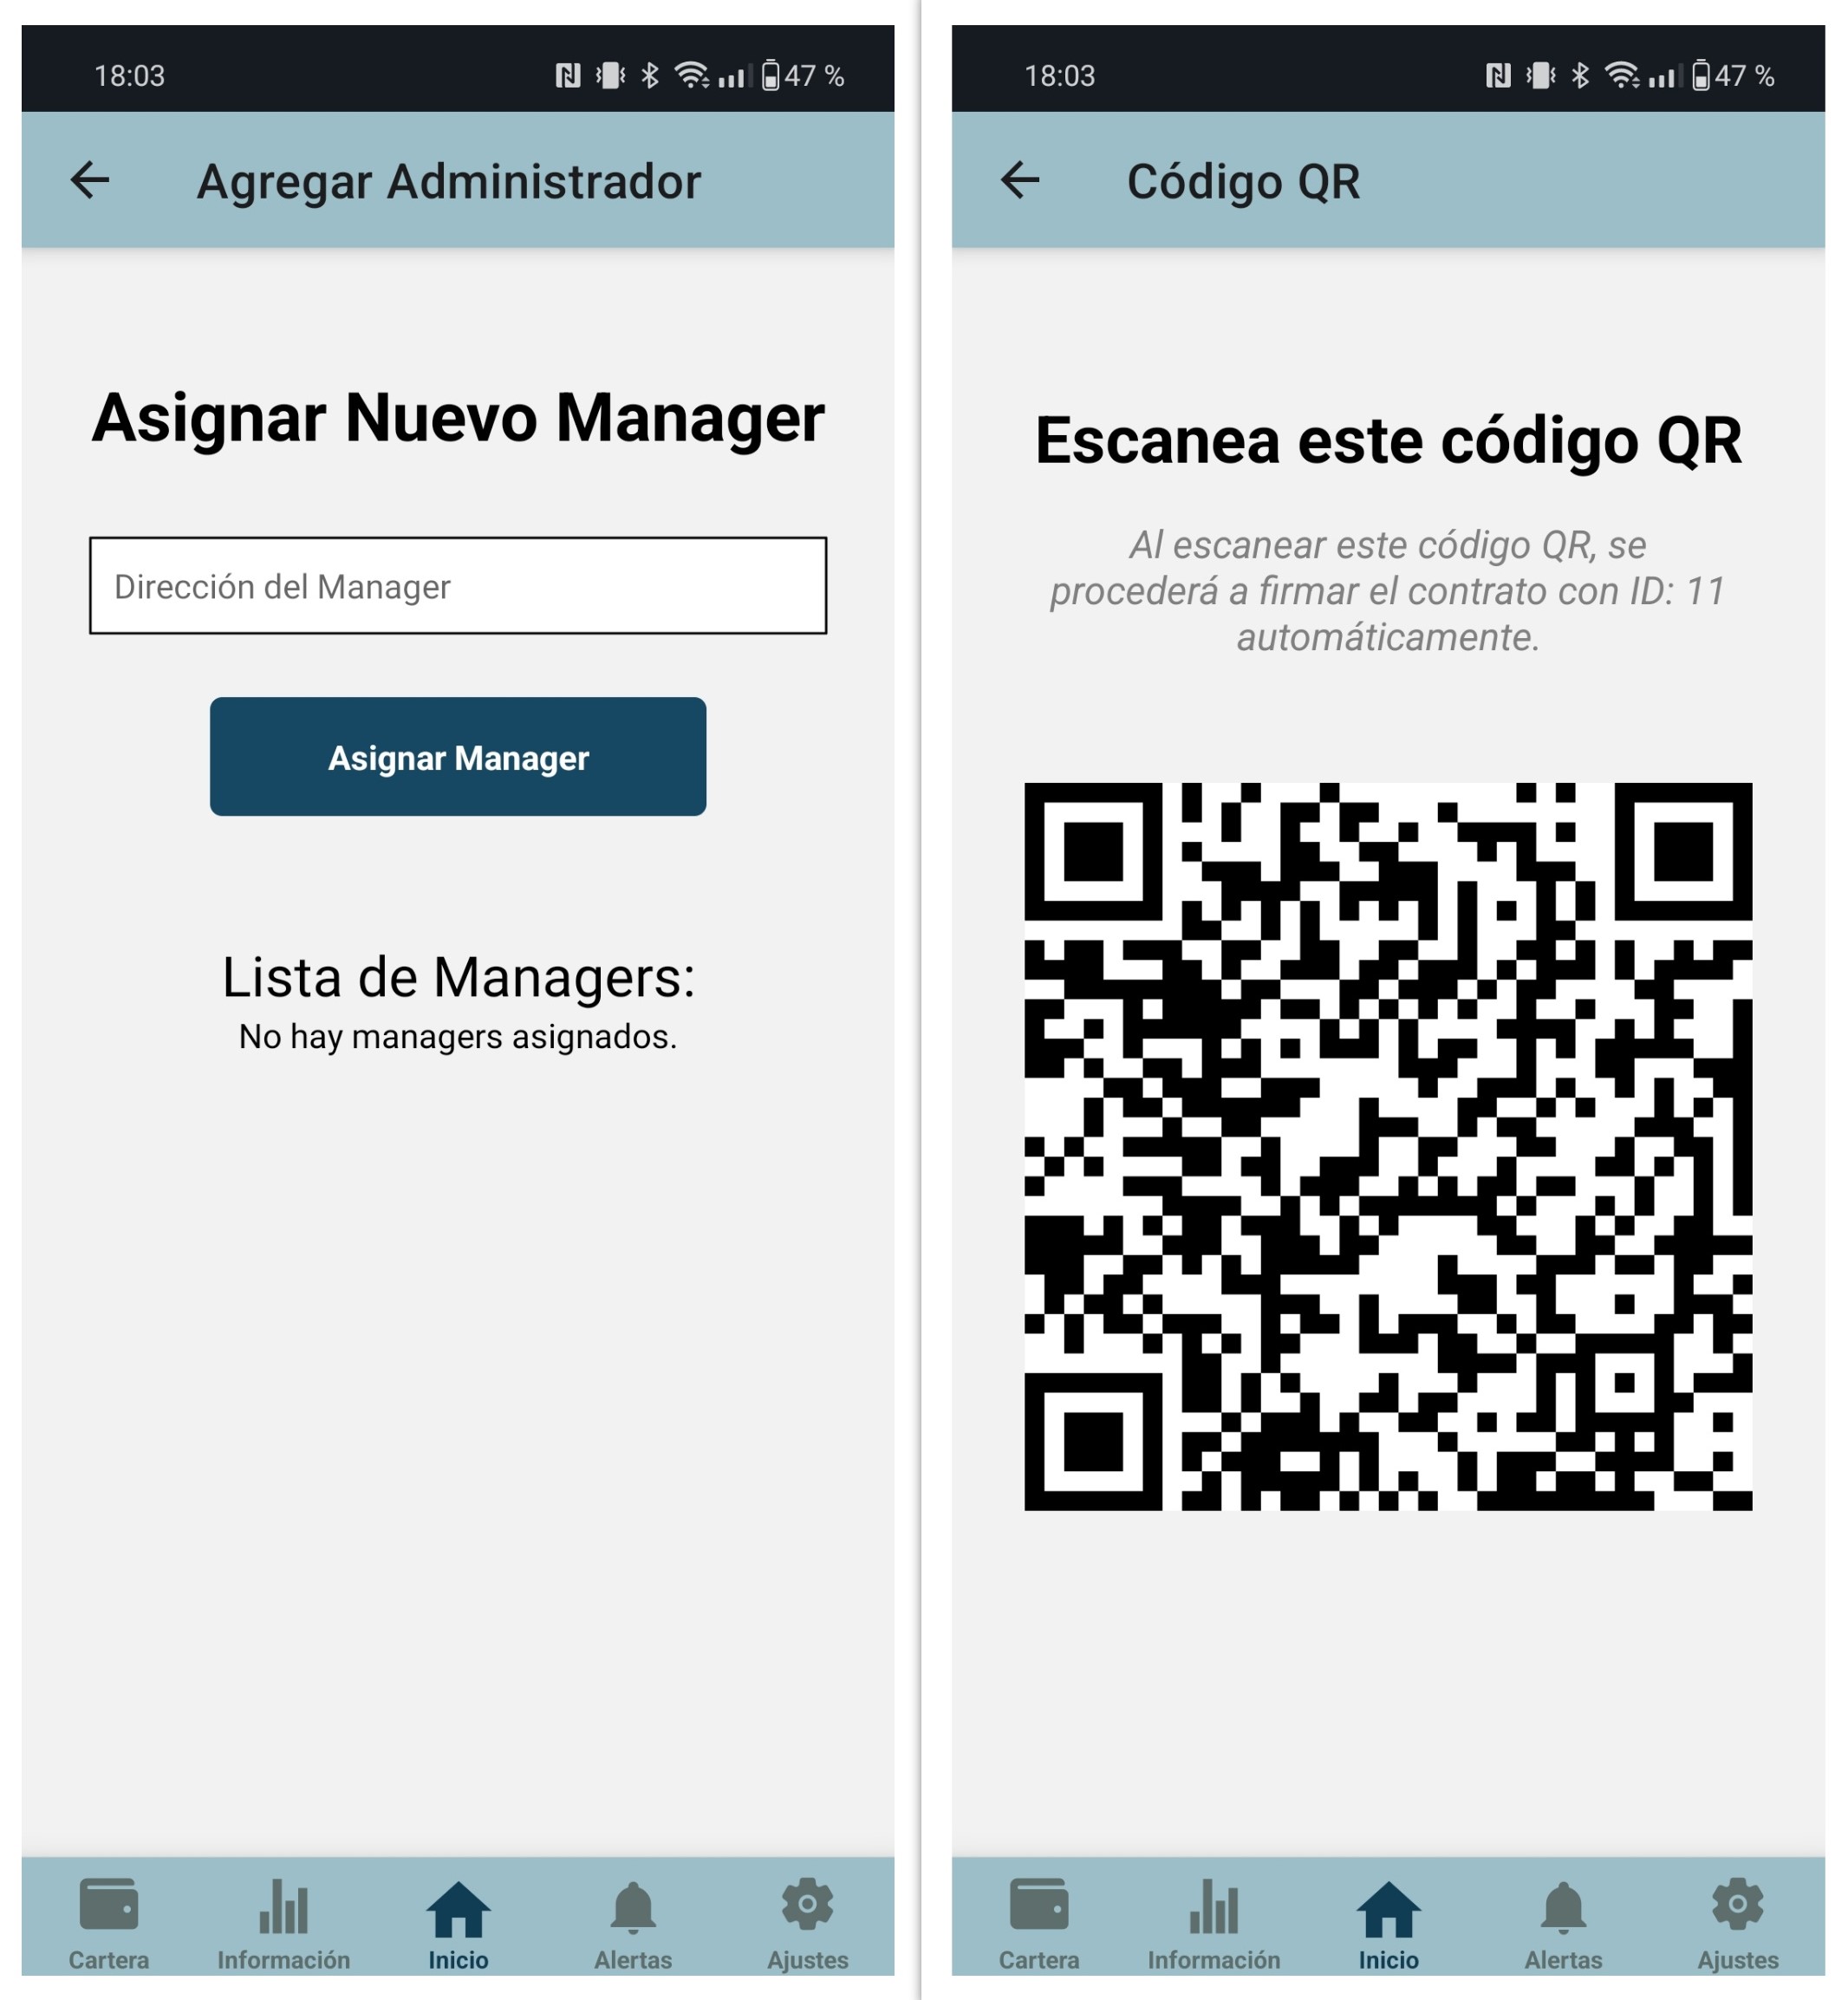 18:03
47 %
Agregar Administrador
Asignar Nuevo Manager
Dirección del Manager
Asignar Manager
Lista de Managers:
No hay managers asignados.
Cartera
Información
Inicio
Alertas
Ajustes
18:03
47 %
Código QR
Escanea este código QR
Al escanear este código QR, se
procederá a firmar el contrato con ID: 11
automáticamente.
Cartera
Información
Inicio
Alertas
Ajustes